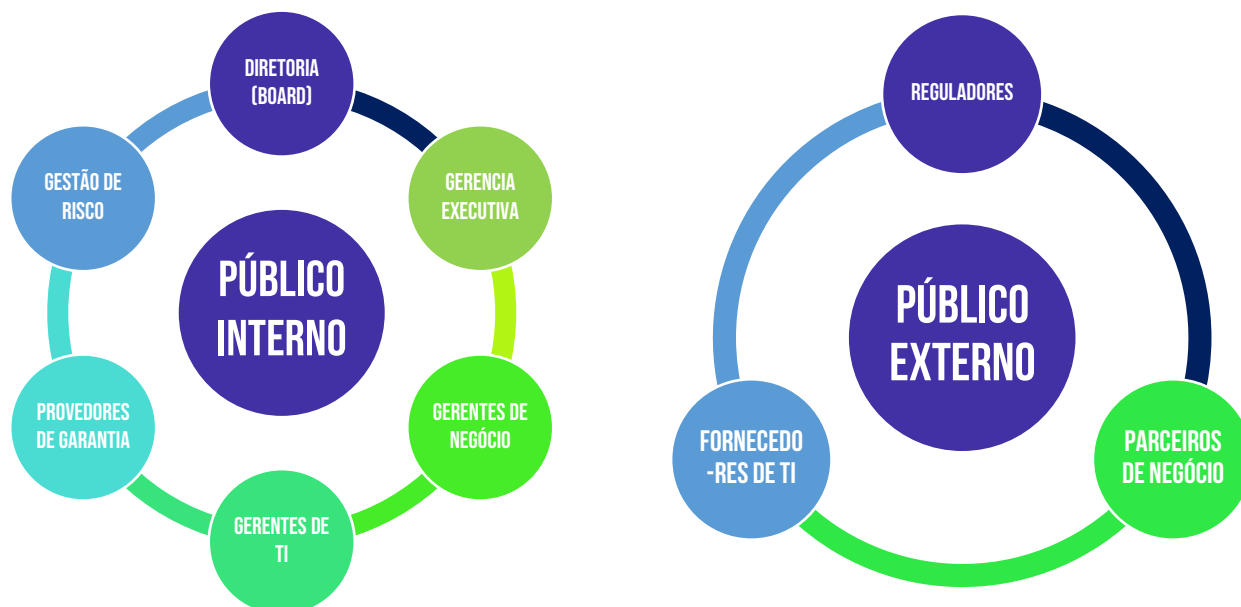 DIRETORIA
(BOARD)
GERENCIA
EXECUTIVA
GERENTES DE
NEGÓCIO
GERENTES DE
TI
PROVEDORES
DE GARANTIA
GESTÃO DE
RISCO
PÚBLICO
INTERNO
REGULADORES
PARCEIROS
DE NEGÓCIO
FORNECEDO
-RES DE TI
PÚBLICO
EXTERNO